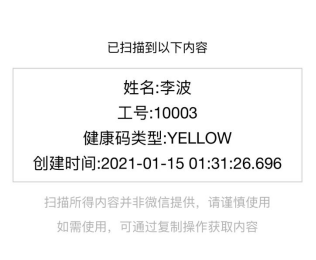 已扫描到以下内容
姓名:李波
工号:10003
健康码类型:YELLOW
创建时间:2021-01-15 01:31:26.696
扫描所得内容并非微信提供，请谨慎使用
如需使用，可通过复制操作获取内容